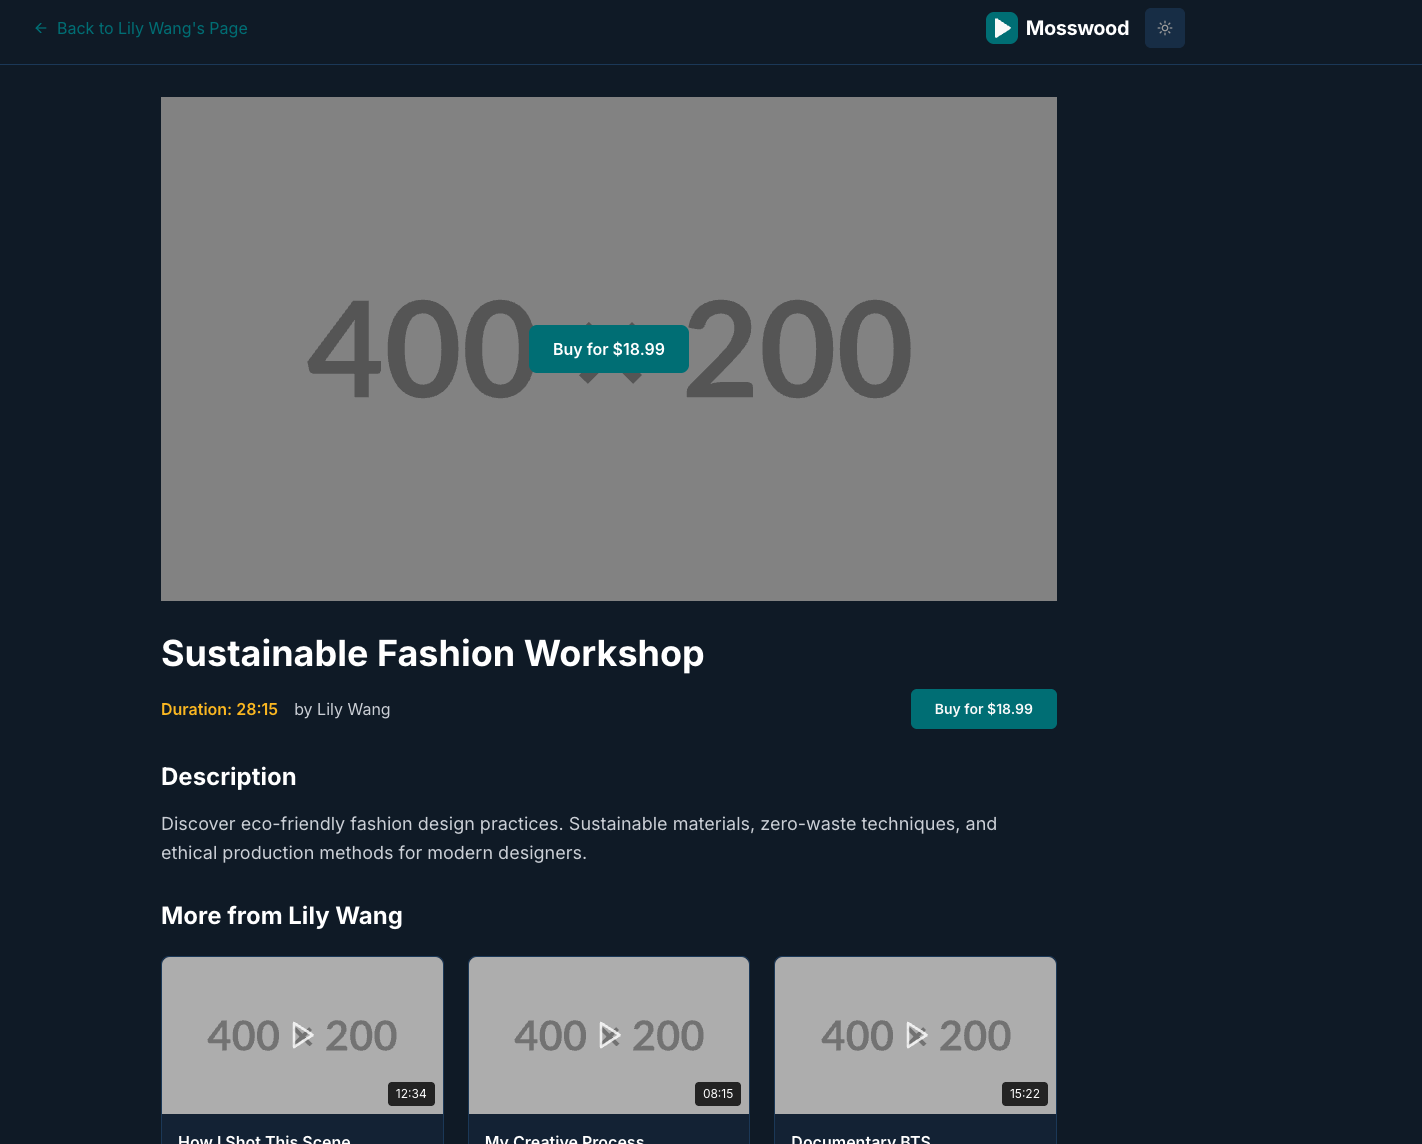 Back to Lily Wang's Page
Mosswood
400 × 200
Buy for $18.99
Sustainable Fashion Workshop
Duration: 28:15 by Lily Wang
Buy for $18.99
Description
Discover eco-friendly fashion design practices. Sustainable materials, zero-waste techniques, and
ethical production methods for modern designers.
More from Lily Wang
400 × 200
12:34
400 × 200
08:15
400 × 200
15:22
How I Shot This Scene
My Creative Process
Documentary BTS